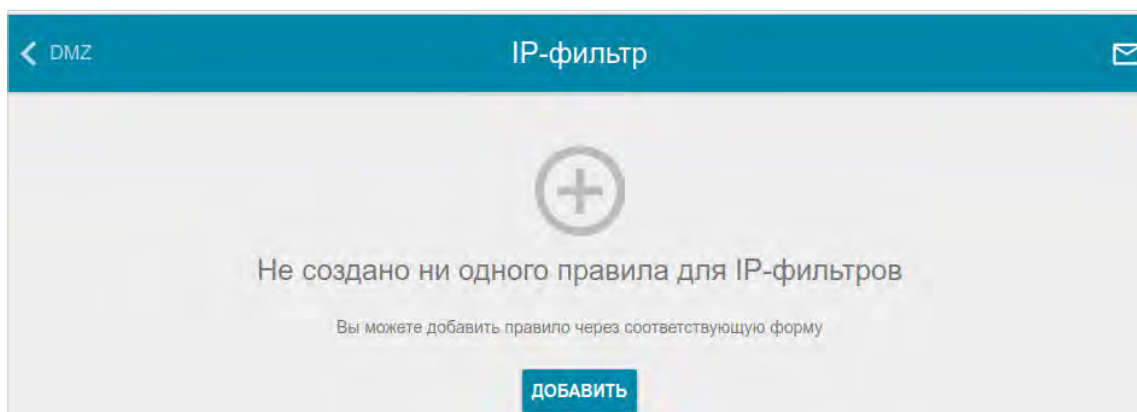 DMZ
IP-фильтр
Не создано ни одного правила для IP-фильтров
Вы можете добавить правило через соответствующую форму
ДОБАВИТЬ